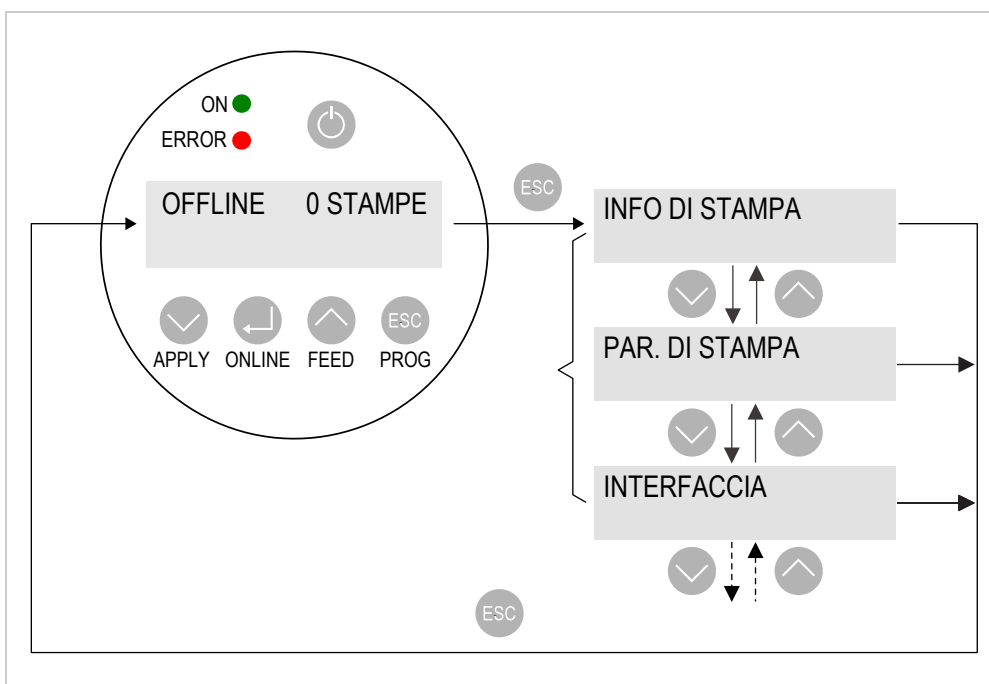 ON
ERROR
OFFLINE 0 STAMPE
ESC
APPLY ONLINE FEED PROG
ESC
INFO DI STAMPA
PAR. DI STAMPA
INTERFACCIA
ESC